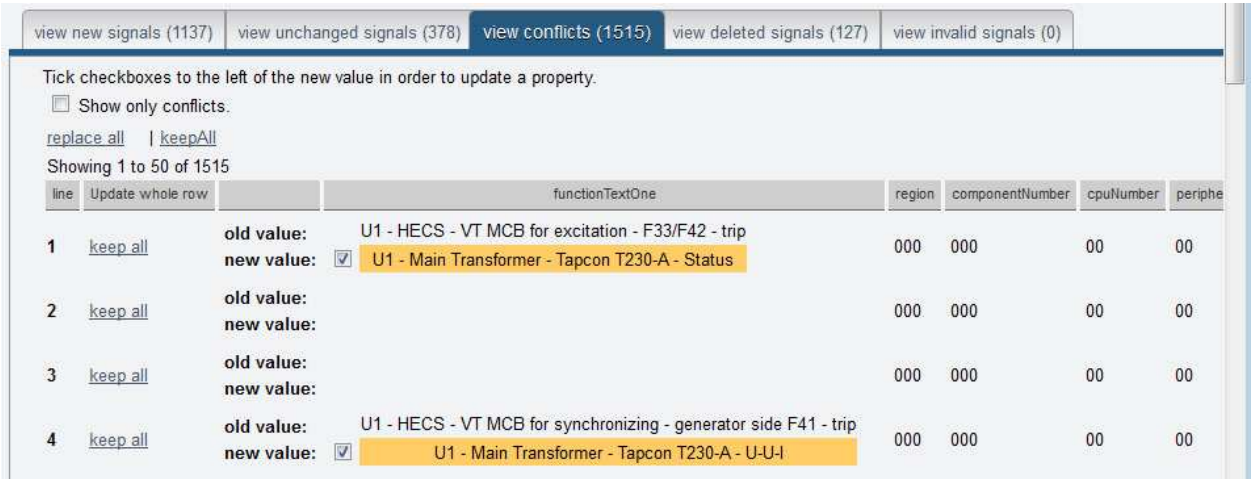 view new signals (1137) view unchanged signals (378) view conflicts (1515) view deleted signals (127) view invalid signals (0)
Tick checkboxes to the left of the new value in order to update a property.
Show only conflicts.
replace all | keepAll
Showing 1 to 50 of 1515
line Update whole row functionTextOne region componentNumber cpuNumber periphe
old value: U1 - HECS - VT MCB for excitation - F33/F42 - trip
1 keep all 000 000 00 00
new value: U1 - Main Transformer - Tapcon T230-A - Status
old value:
2 keep all 000 000 00 00
new value:
old value:
3 keep all 000 000 00 00
new value:
old value: U1 - HECS - VT MCB for synchronizing - generator side F41 - trip
4 keep all 000 000 00 00
new value: U1 - Main Transformer - Tapcon T230-A - U-U-I